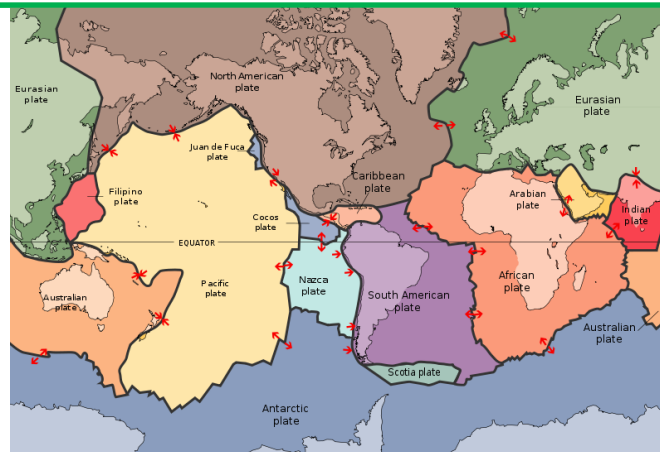 Eurasian
plate
North American
plate
Eurasian
plate
Juan de Fuca
plate
Caribbean
plate
Filipino
plate
Arabian
plate
Indian
plate
Cocos
plate
EQUATOR
Australian
plate
Pacific
plate
Nazca
plate
South American
plate
African
plate
Australian
plate
Scotia plate
Antarctic
plate